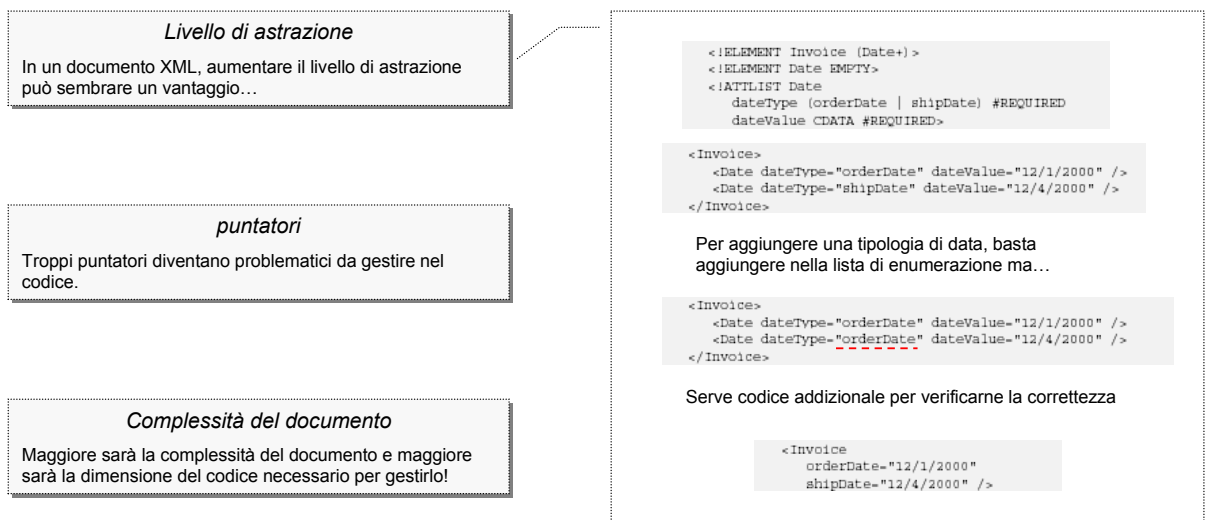 Livello di astrazione
In un documento XML, aumentare il livello di astrazione
può sembrare un vantaggio…
puntatori
Troppi puntatori diventano problematici da gestire nel
codice.
Complessità del documento
Maggiore sarà la complessità del documento e maggiore
sarà la dimensione del codice necessario per gestirlo!
<!ELEMENT Invoice (Date+)>
<!ELEMENT Date EMPTY>
<!ATTLIST Date
dateType (orderDate | shipDate) #REQUIRED
dateValue CDATA #REQUIRED>
<Invoice>
<Date dateType="orderDate" dateValue="12/1/2000" />
<Date dateType="shipDate" dateValue="12/4/2000" />
</Invoice>
Per aggiungere una tipologia di data, basta
aggiungere nella lista di enumerazione ma…
<Invoice>
<Date dateType="orderDate" dateValue="12/1/2000" />
<Date dateType="orderDate" dateValue="12/4/2000" />
</Invoice>
Serve codice addizionale per verificarne la correttezza
<Invoice
orderDate="12/1/2000"
shipDate="12/4/2000" />